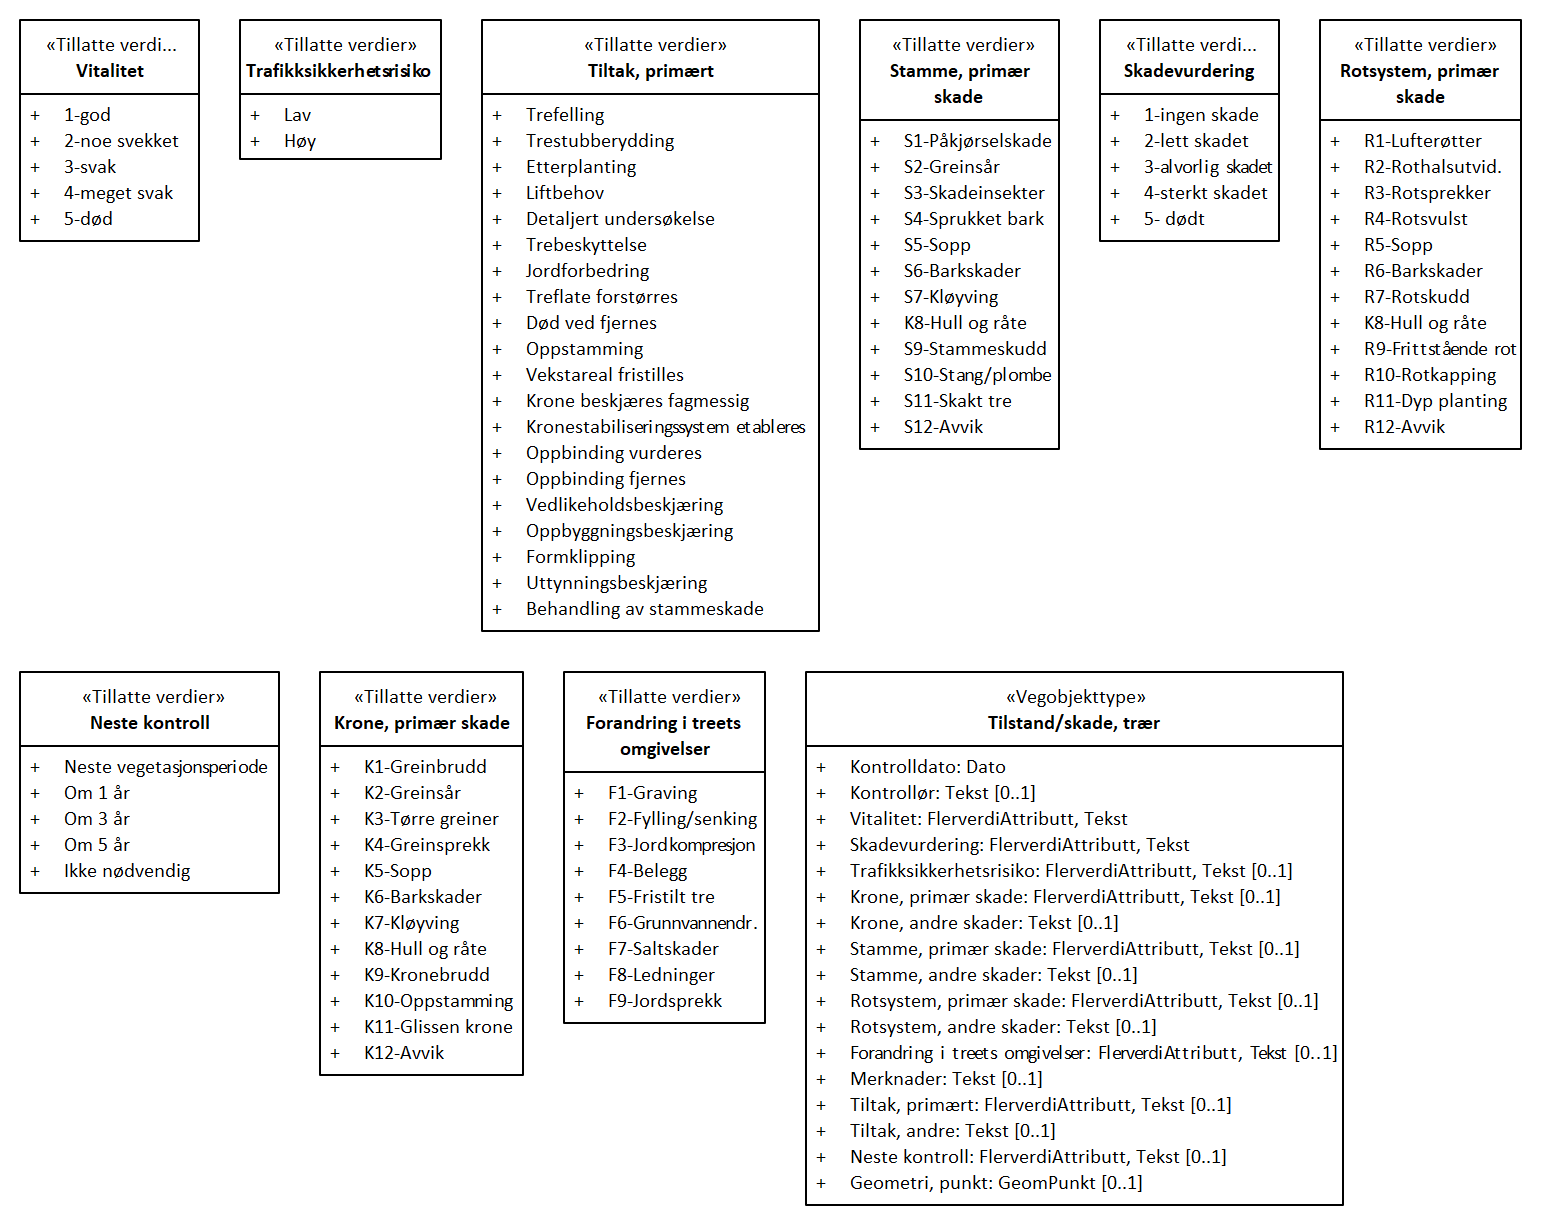 «Tillatte verdi...
Vitalitet
+ 1-god
+ 2-noe svekket
+ 3-svak
+ 4-meget svak
+ 5-død
«Tillatte verdier»
Trafikksikkerhetsrisiko
+ Lav
+ Høy
«Tillatte verdier»
Tiltak, primært
+ Trefelling
+ Trestubberydding
+ Etterplanting
+ Liftbehov
+ Detaljert undersøkelse
+ Trebeskyttelse
+ Jordforbedring
+ Treflate forstørres
+ Død ved fjernes
+ Oppstamming
+ Vekstareal fristilles
+ Krone beskjæres fagmessig
+ Kronestabiliseringssystem etableres
+ Oppbinding vurderes
+ Oppbinding fjernes
+ Vedlikeholdsbeskjæring
+ Oppbyggningsbeskjæring
+ Formklipping
+ Uttynningsbeskjæring
+ Behandling av stammeskade
«Tillatte verdier»
Stamme, primær
skade
+ S1-Påkjørselskade
+ S2-Greinsår
+ S3-Skadeinsekter
+ S4-Sprukket bark
+ S5-Sopp
+ S6-Barkskader
+ S7-Kløyving
+ K8-Hull og råte
+ S9-Stammeskudd
+ S10-Stang/plombe
+ S11-Skakt tre
+ S12-Avvik
«Tillatte verdi...
Skadevurdering
+ 1-ingen skade
+ 2-lett skadet
+ 3-alvorlig skadet
+ 4-sterkt skadet
+ 5- dødt
«Tillatte verdier»
Rotsystem, primær
skade
+ R1-Lufterøtter
+ R2-Rothalsutvid.
+ R3-Rotsprekker
+ R4-Rotsvulst
+ R5-Sopp
+ R6-Barkskader
+ R7-Rotskudd
+ K8-Hull og råte
+ R9-Frittstående rot
+ R10-Rotkapping
+ R11-Dyp planting
+ R12-Avvik
«Tillatte verdier»
Neste kontroll
+ Neste vegetasjonsperiode
+ Om 1 år
+ Om 3 år
+ Om 5 år
+ Ikke nødvendig
«Tillatte verdier»
Krone, primær skade
+ K1-Greinbrudd
+ K2-Greinsår
+ K3-Tørre greiner
+ K4-Greinsprekk
+ K5-Sopp
+ K6-Barkskader
+ K7-Kløyving
+ K8-Hull og råte
+ K9-Kronebrudd
+ K10-Oppstamming
+ K11-Glissen krone
+ K12-Avvik
«Tillatte verdier»
Forandring i treets
omgivelser
+ F1-Graving
+ F2-Fylling/senking
+ F3-Jordkompresjon
+ F4-Belegg
+ F5-Fristilt tre
+ F6-Grunnvannendr.
+ F7-Saltskader
+ F8-Ledninger
+ F9-Jordsprekk
«Vegobjekttype»
Tilstand/skade, trær
+ Kontrolldato: Dato
+ Kontrollør: Tekst [0..1]
+ Vitalitet: FlerverdiAttributt, Tekst
+ Skadevurdering: FlerverdiAttributt, Tekst
+ Trafikksikkerhetsrisiko: FlerverdiAttributt, Tekst [0..1]
+ Krone, primær skade: FlerverdiAttributt, Tekst [0..1]
+ Krone, andre skader: Tekst [0..1]
+ Stamme, primær skade: FlerverdiAttributt, Tekst [0..1]
+ Stamme, andre skader: Tekst [0..1]
+ Rotsystem, primær skade: FlerverdiAttributt, Tekst [0..1]
+ Rotsystem, andre skader: Tekst [0..1]
+ Forandring i treets omgivelser: FlerverdiAttributt, Tekst [0..1]
+ Merknader: Tekst [0..1]
+ Tiltak, primært: FlerverdiAttributt, Tekst [0..1]
+ Tiltak, andre: Tekst [0..1]
+ Neste kontroll: FlerverdiAttributt, Tekst [0..1]
+ Geometri, punkt: GeomPunkt [0..1]